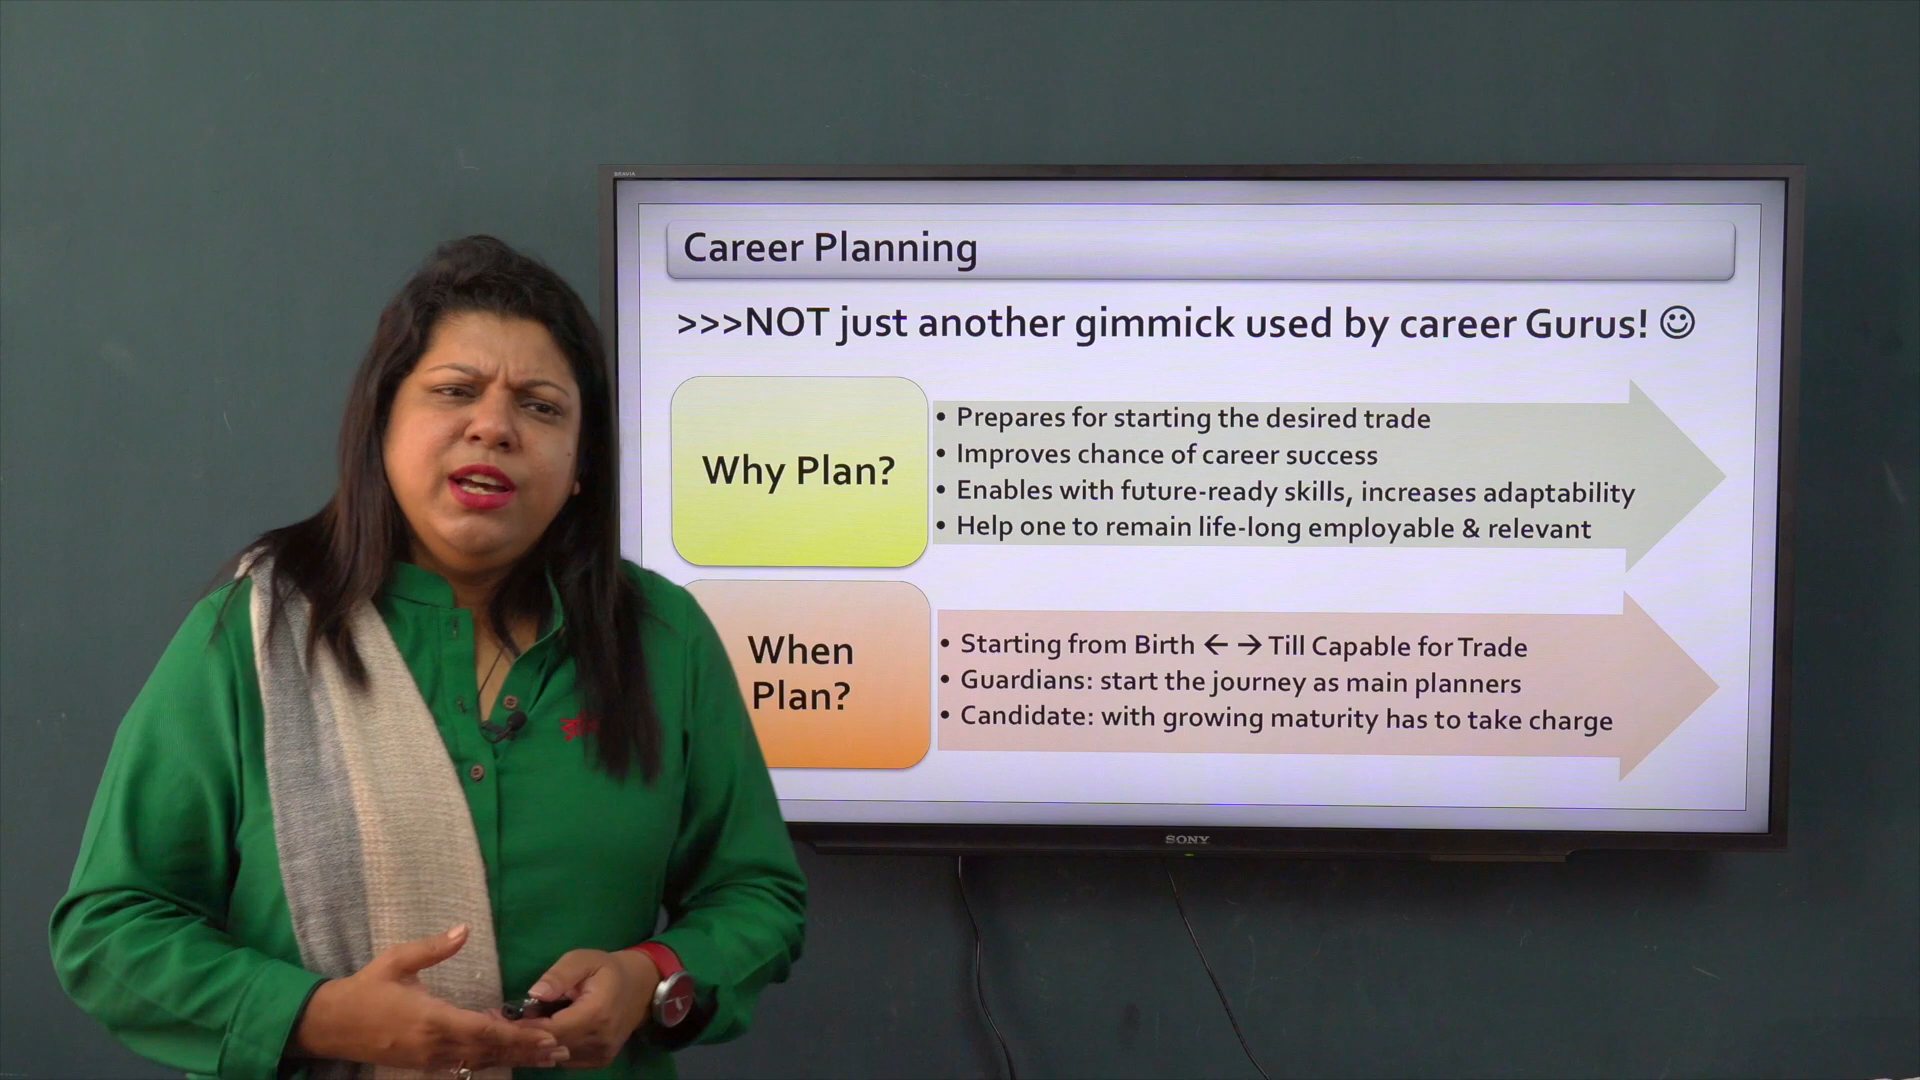 BRAVIA
Career Planning
>>>NOT just another gimmick used by career Gurus! ☺
Why Plan?
• Prepares for starting the desired trade
• Improves chance of career success
• Enables with future-ready skills, increases adaptability
• Help one to remain life-long employable & relevant
When
Plan?
• Starting from Birth ← → Till Capable for Trade
• Guardians: start the journey as main planners
• Candidate: with growing maturity has to take charge
SONY